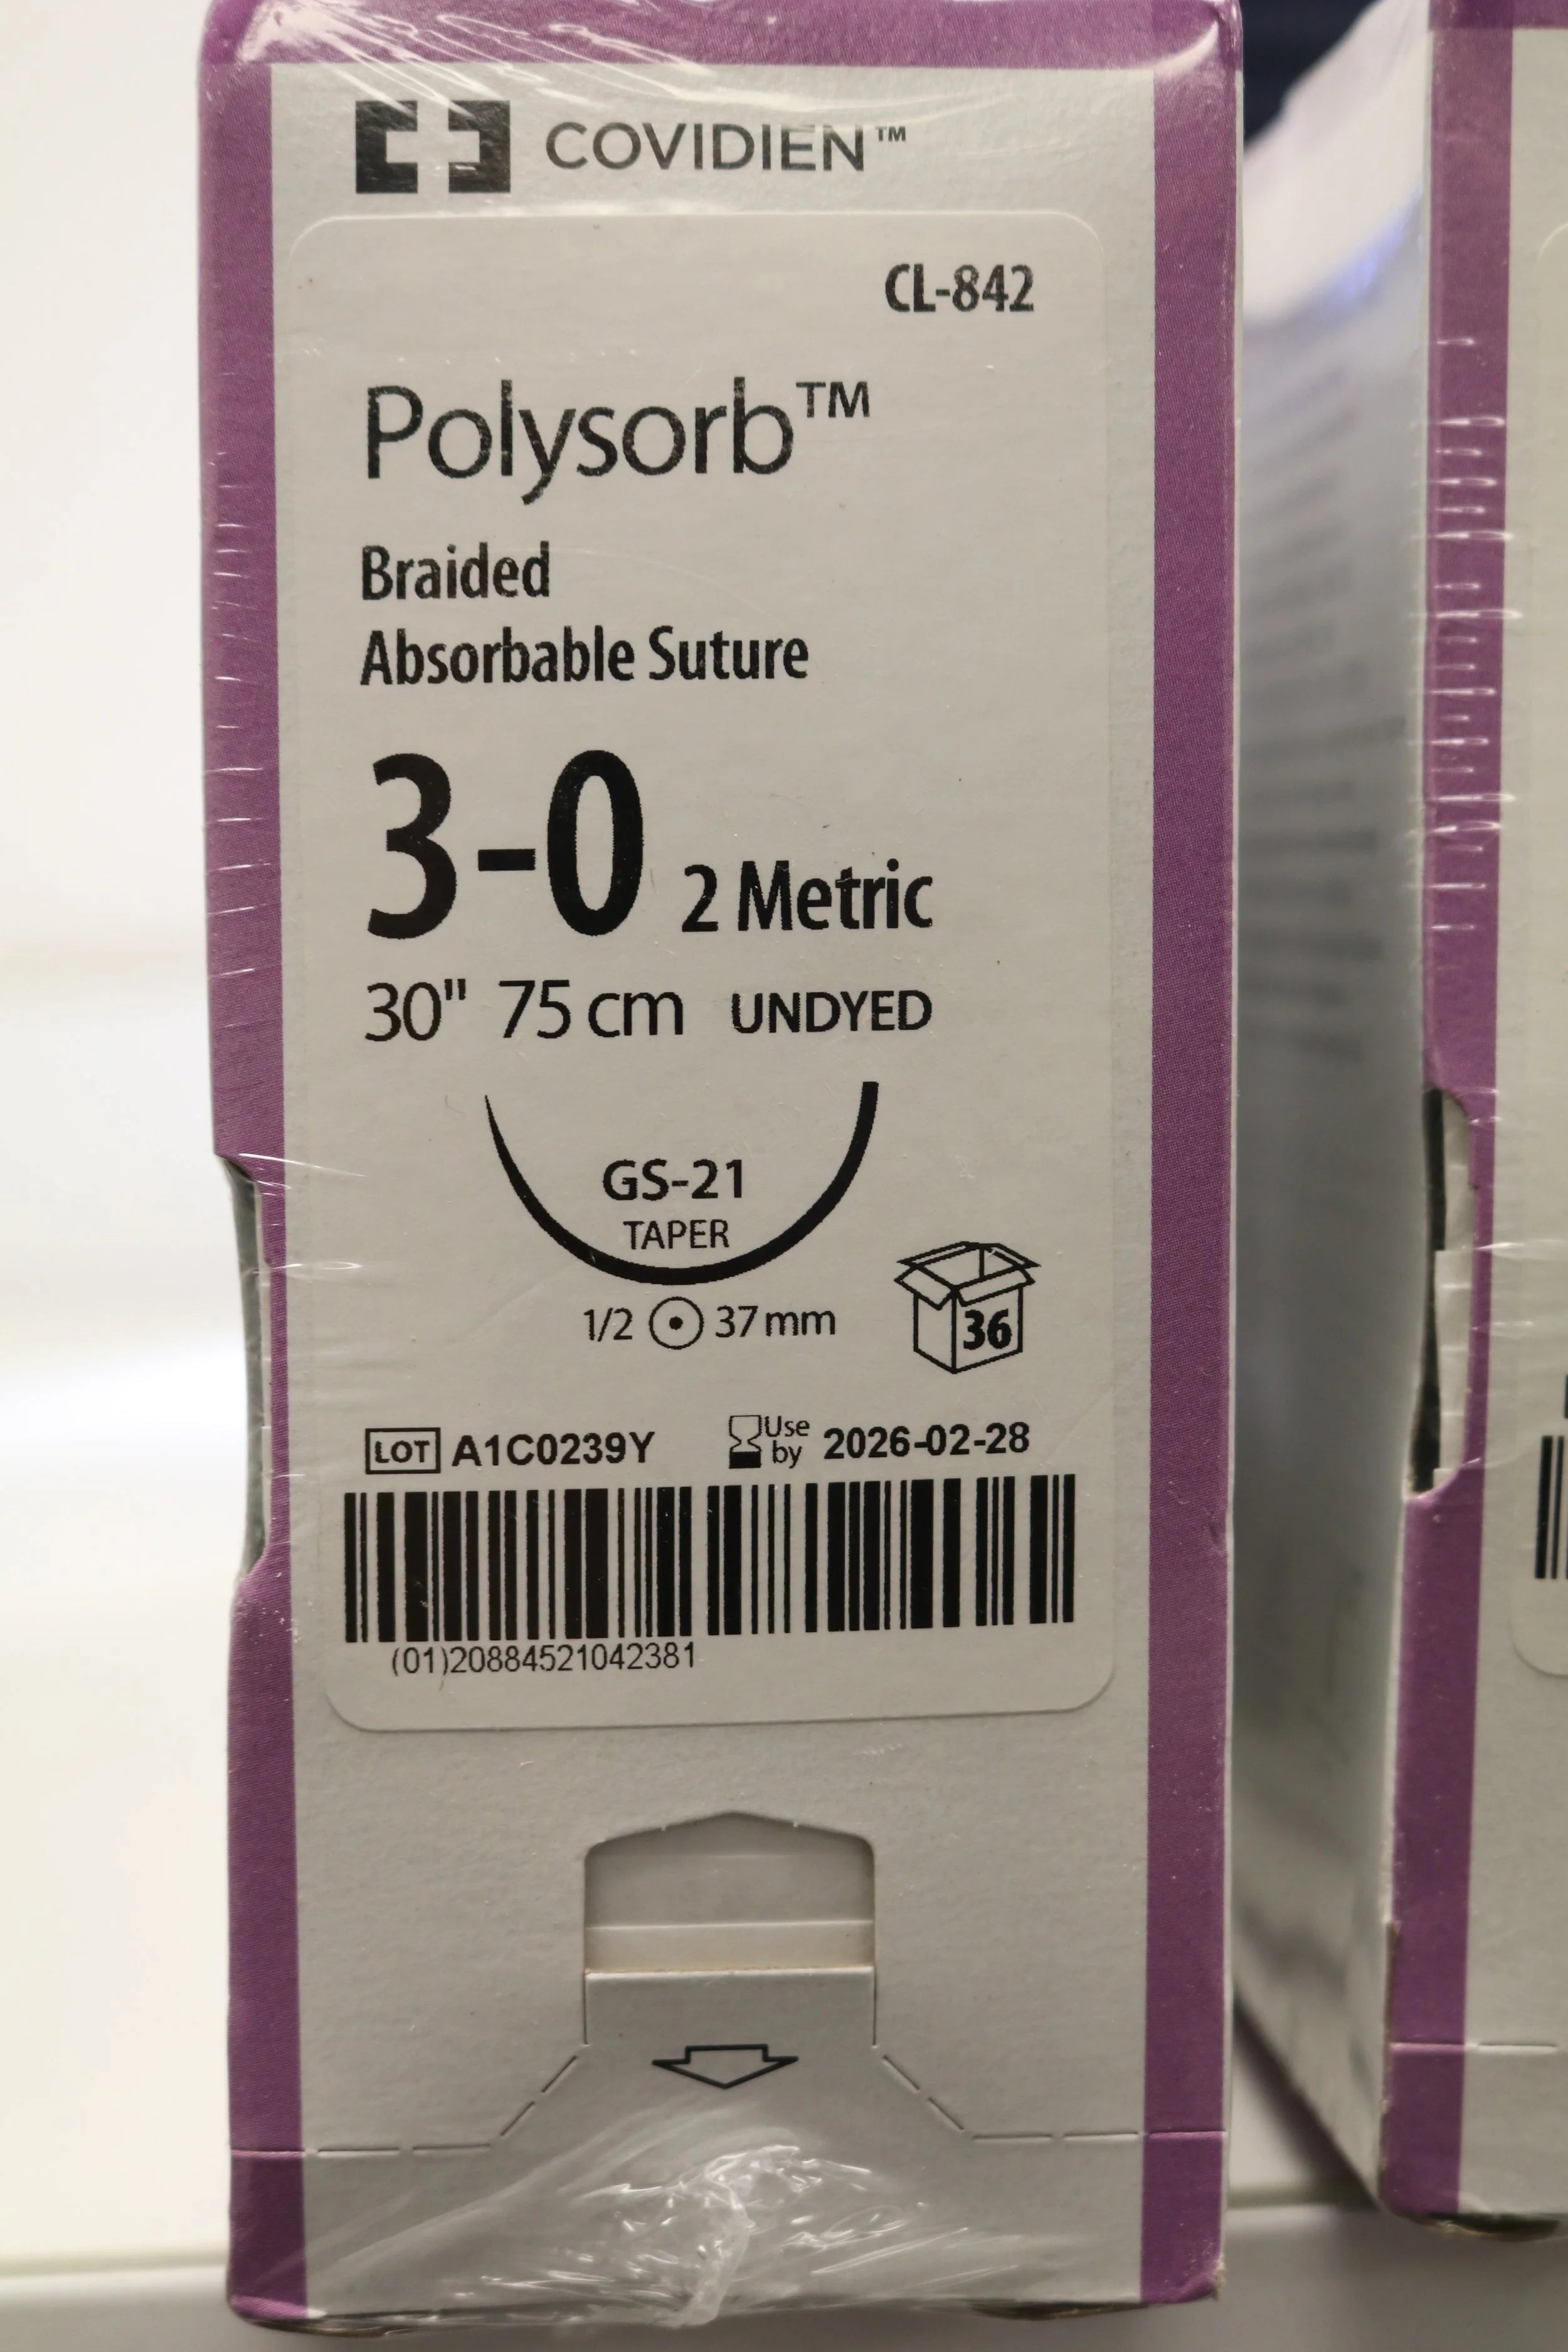 COVIDIEN™
CL-842
Polysorb™
Braided
Absorbable Suture
3-0 2 Metric
30" 75 cm UNDYED
GS-21
TAPER
1/2 37 mm
36
LOT A1C0239Y Use by 2026-02-28
(01)20884521042381